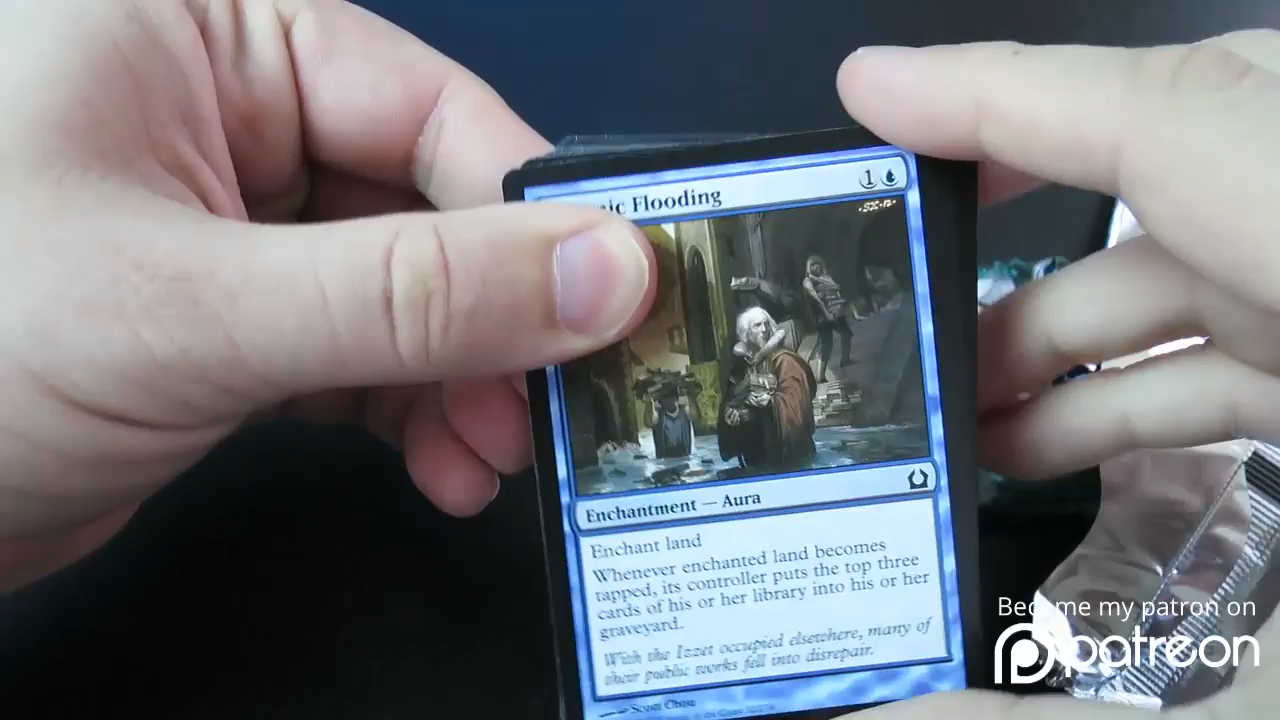 Flooding
1
Enchantment — Aura
Enchant land
Whenever enchanted land becomes
tapped, its controller puts the top three
cards of his or her library into his or her
graveyard.
With the Izzet occupied elsewhere, many of
their public works fell into disrepair.
Become my patron on
patreon